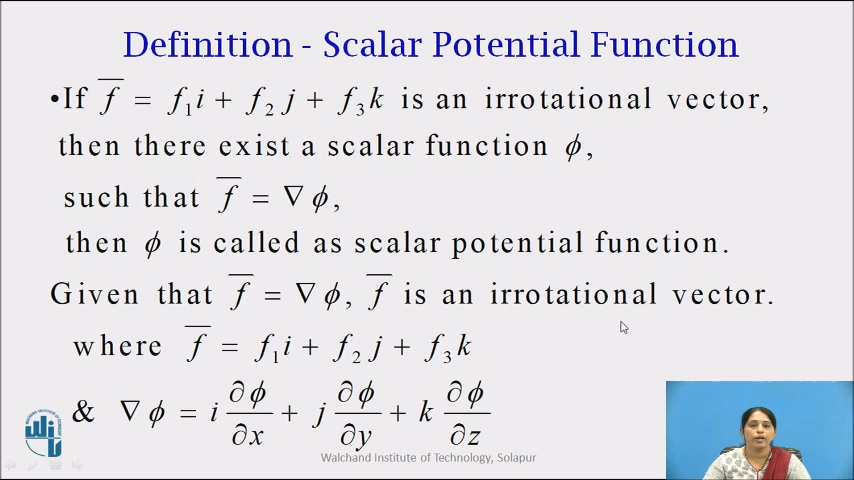 Definition - Scalar Potential Function
•If f̅ = f₁i + f₂j + f₃k is an irrotational vector,
then there exist a scalar function ϕ,
such that f̅ = ∇ϕ,
then ϕ is called as scalar potential function.
Given that f̅ = ∇ϕ, f̅ is an irrotational vector.
where f̅ = f₁i + f₂j + f₃k
& ∇ϕ = i ∂ϕ/∂x + j ∂ϕ/∂y + k ∂ϕ/∂z
Walchand Institute of Technology, Solapur